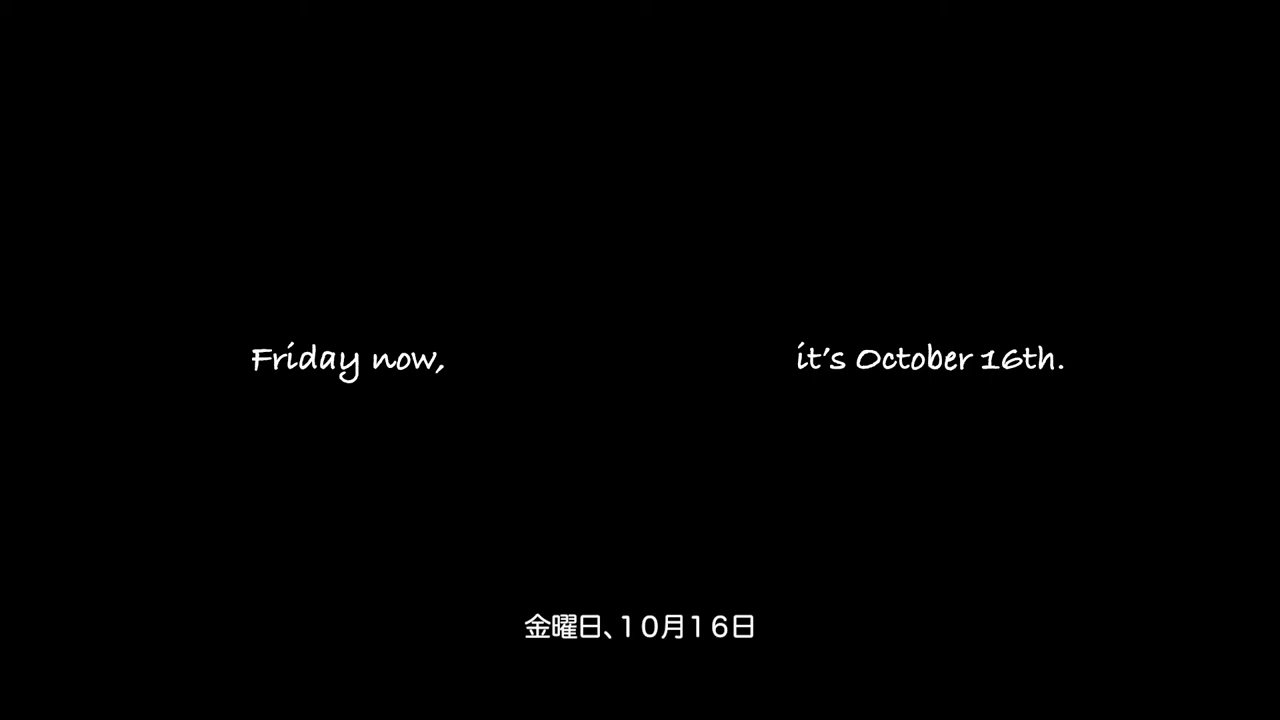 Friday now, it's October 16th.
金曜日、１０月１６日